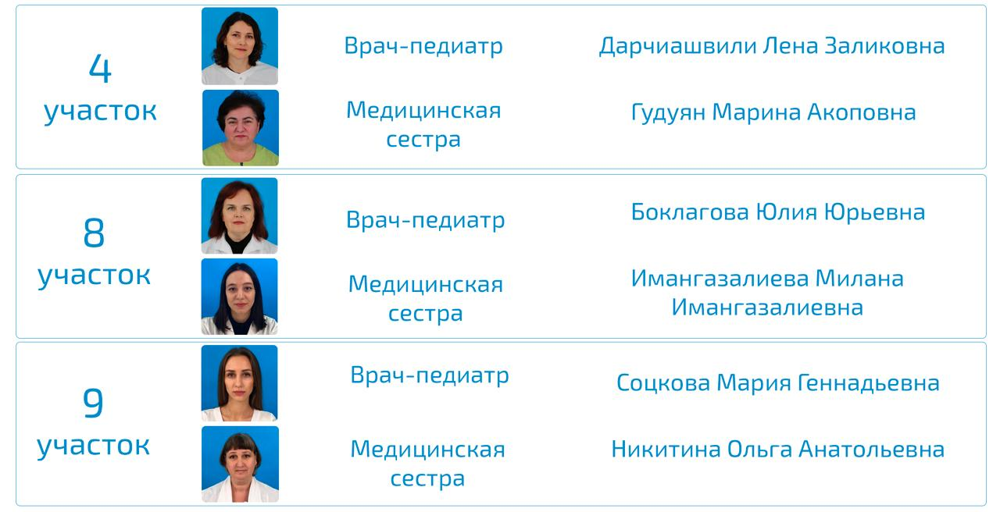 4
участок
Врач-педиатр
Дарчиашвили Лена Заликовна
Медицинская
сестра
Гудуян Марина Акоповна
8
участок
Врач-педиатр
Боклагова Юлия Юрьевна
Медицинская
сестра
Имангазалиева Милана
Имангазалиевна
9
участок
Врач-педиатр
Соцкова Мария Геннадьевна
Медицинская
сестра
Никитина Ольга Анатольевна